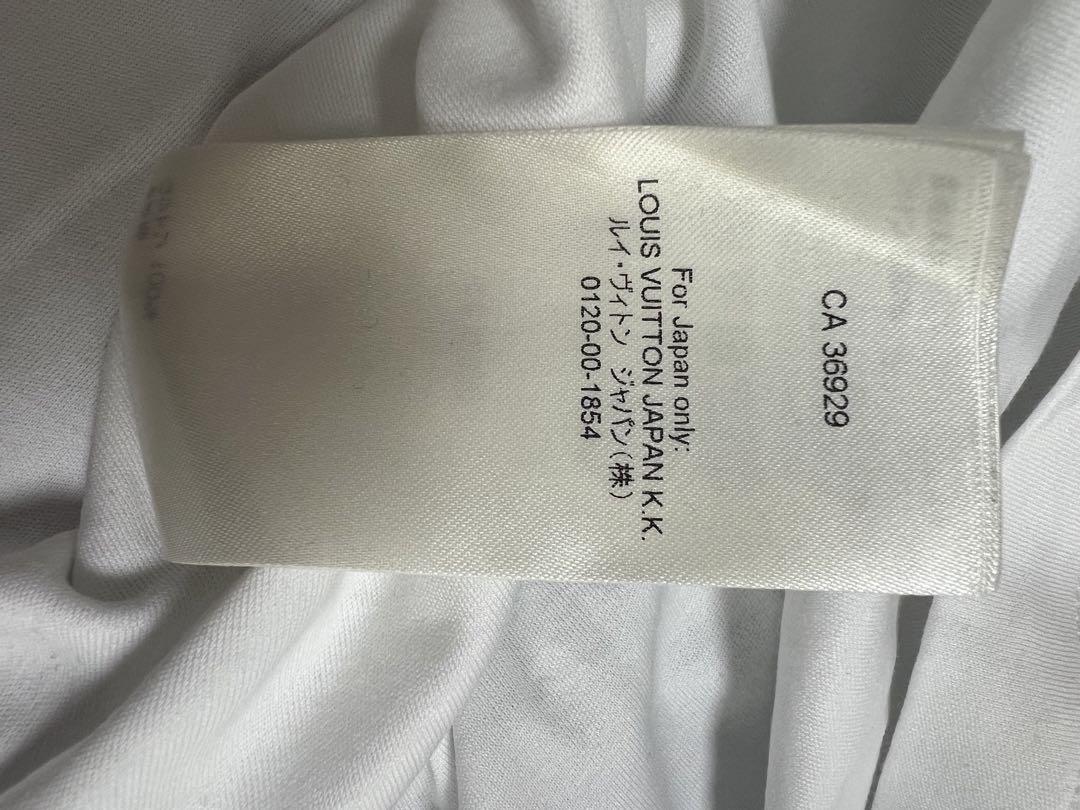 CA 36929
For Japan only:
LOUIS VUITTON JAPAN K.K.
ルイ・ヴィトン ジャパン(株)
0120-00-1854